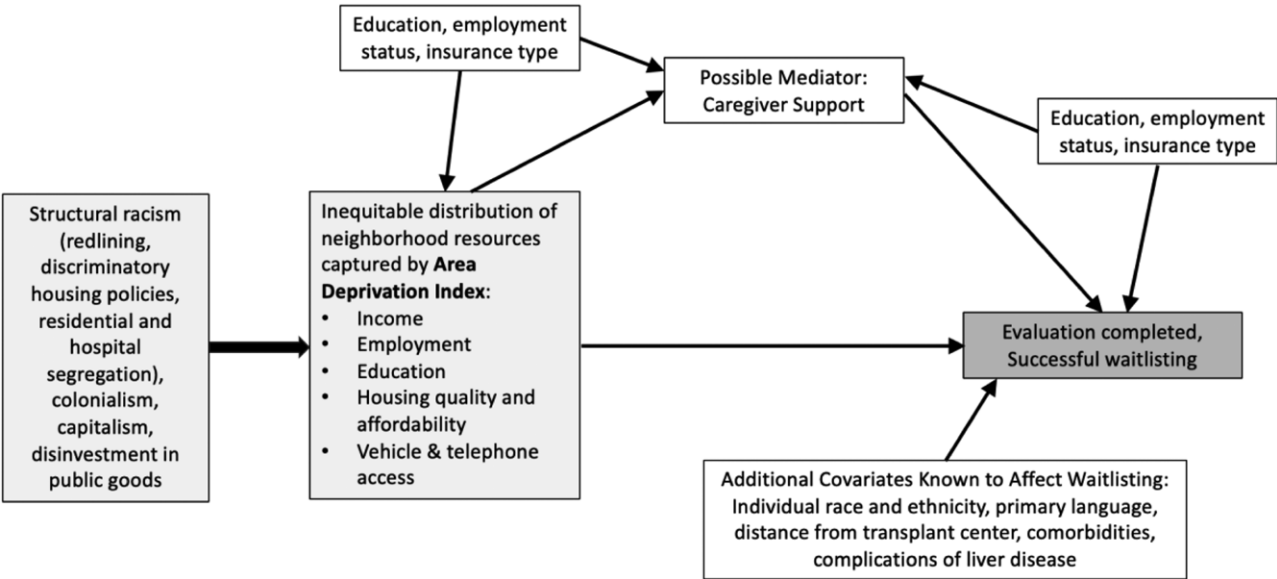 Education, employment
status, insurance type
Possible Mediator:
Caregiver Support
Education, employment
status, insurance type
Structural racism
(redlining,
discriminatory
housing policies,
residential and
hospital
segregation),
colonialism,
capitalism,
disinvestment in
public goods
Inequitable distribution of
neighborhood resources
captured by Area
Deprivation Index:
• Income
• Employment
• Education
• Housing quality and
affordability
• Vehicle & telephone
access
Evaluation completed,
Successful waitlisting
Additional Covariates Known to Affect Waitlisting:
Individual race and ethnicity, primary language,
distance from transplant center, comorbidities,
complications of liver disease